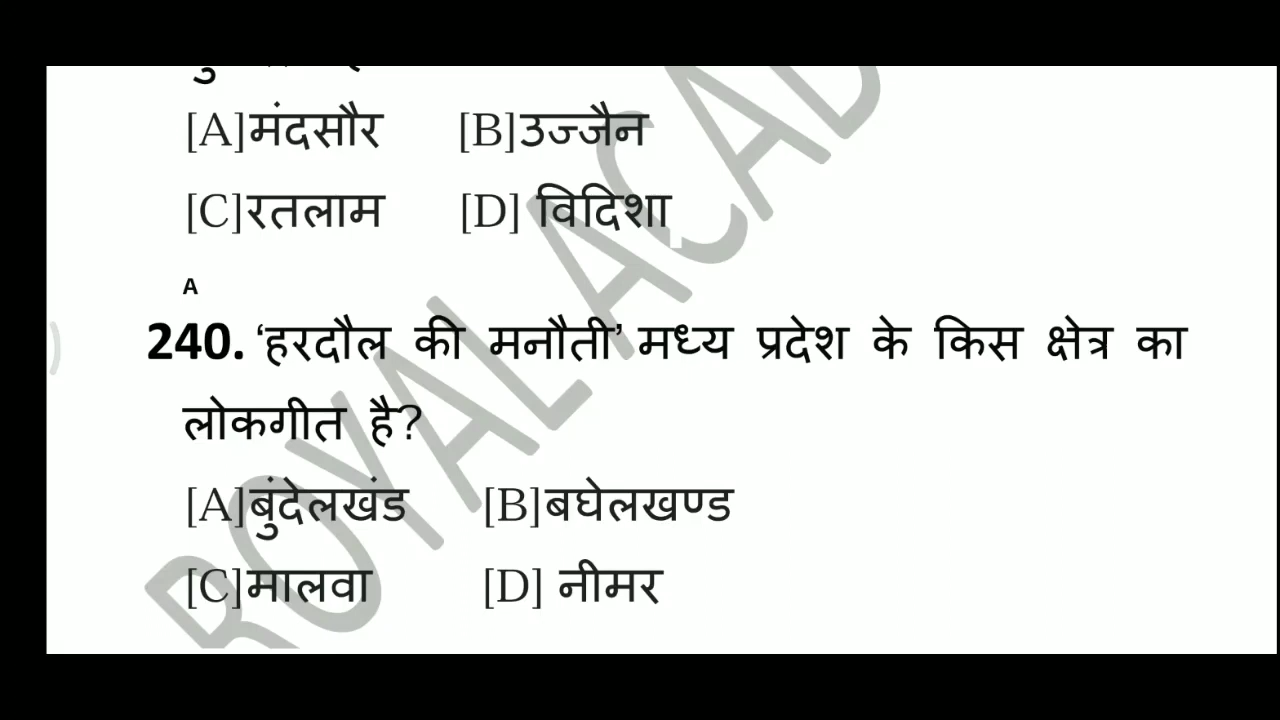 [A]मंदसौर [B]उज्जैन
[C]रतलाम [D] विदिशा
A
240. ‘हरदौल की मनौती’ मध्य प्रदेश के किस क्षेत्र का
लोकगीत है?
[A]बुंदेलखंड [B]बघेलखण्ड
[C]मालवा [D] नीमर
ROYAL ACAD